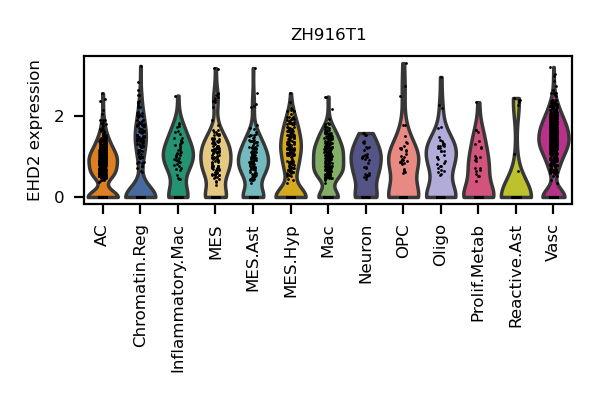 ZH916T1
EHD2 expression
2
0
AC
Chromatin.Reg
Inflammatory.Mac
MES
MES.Ast
MES.Hyp
Mac
Neuron
OPC
Oligo
Prolif.Metab
Reactive.Ast
Vasc